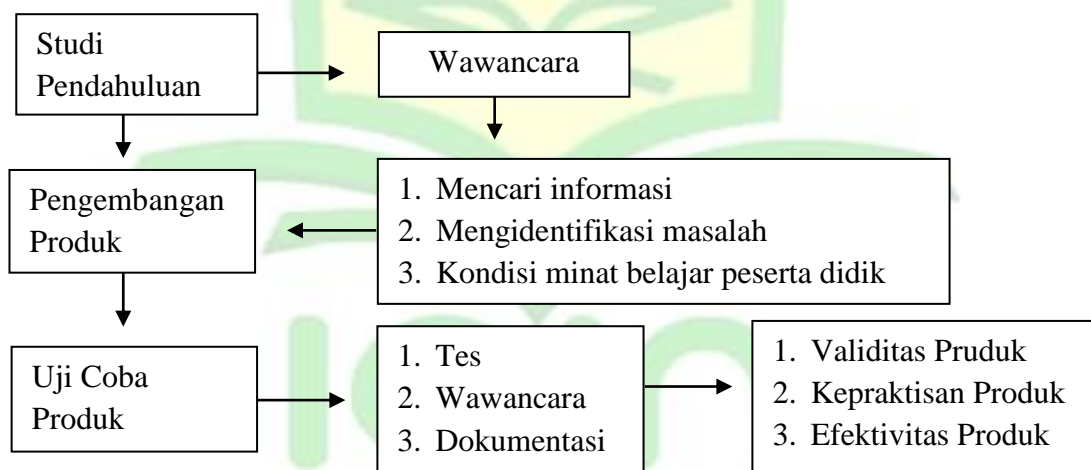 Studi
Pendahuluan
Wawancara
Pengembangan
Produk
1. Mencari informasi
2. Mengidentifikasi masalah
3. Kondisi minat belajar peserta didik
Uji Coba
Produk
1. Tes
2. Wawancara
3. Dokumentasi
1. Validitas Pruduk
2. Kepraktisan Produk
3. Efektivitas Produk